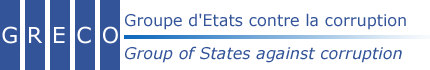 GRECO
Groupe d'Etats contre la corruption
Group of States against corruption